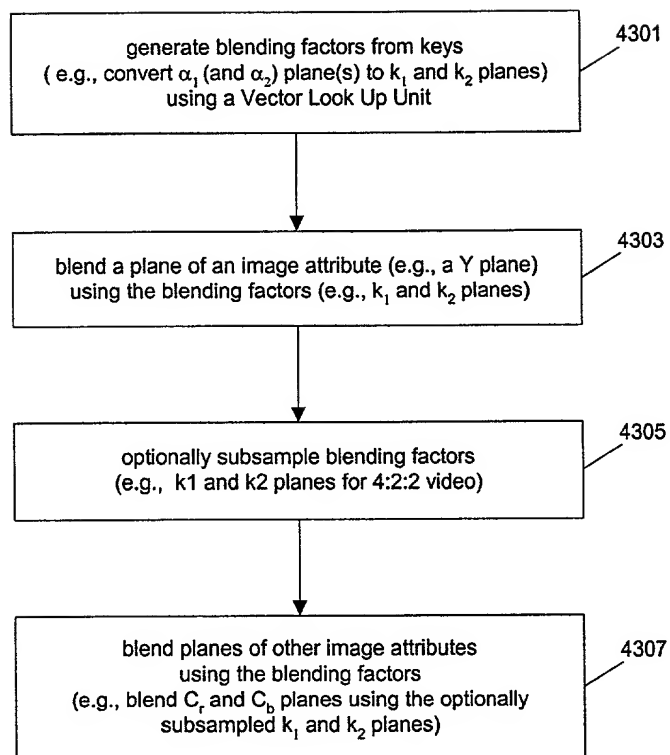 generate blending factors from keys
( e.g., convert α₁ (and α₂) plane(s) to k₁ and k₂ planes)
using a Vector Look Up Unit
4301
blend a plane of an image attribute (e.g., a Y plane)
using the blending factors (e.g., k₁ and k₂ planes)
4303
optionally subsample blending factors
(e.g., k1 and k2 planes for 4:2:2 video)
4305
blend planes of other image attributes
using the blending factors
(e.g., blend Cᵣ and C_b planes using the optionally
subsampled k₁ and k₂ planes)
4307